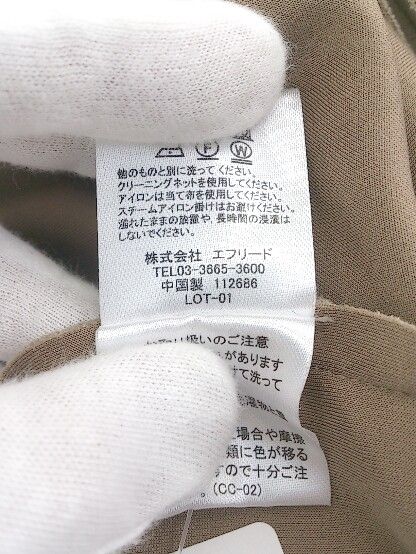 F W
他のものと別に洗ってください。
クリーニングネットを使用してください。
アイロンは当て布を使用してください。
スチームアイロン掛けはお避けください。
濡れたままの放置や、長時間の浸漬は
しないでください。
株式会社 エフリード
TEL03-3665-3600
中国製 112686
LOT-01
お取り扱いのご注意
があります
けて洗って
場合や摩擦
類に色が移る
すので十分ご注
。(CC-02)